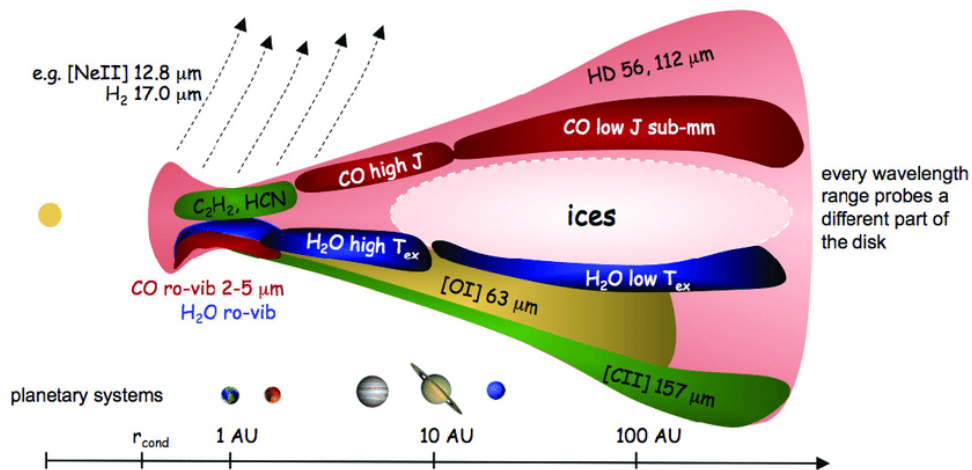 e.g. [NeII] 12.8 μm
H₂ 17.0 μm
HD 56, 112 μm
CO low J sub-mm
CO high J
C₂H₂, HCN
ices
every wavelength
range probes a
different part of
the disk
H₂O high Tₑₓ
H₂O low Tₑₓ
CO ro-vib 2-5 μm
H₂O ro-vib
[OI] 63 μm
[CII] 157 μm
planetary systems
r_cond 1 AU 10 AU 100 AU